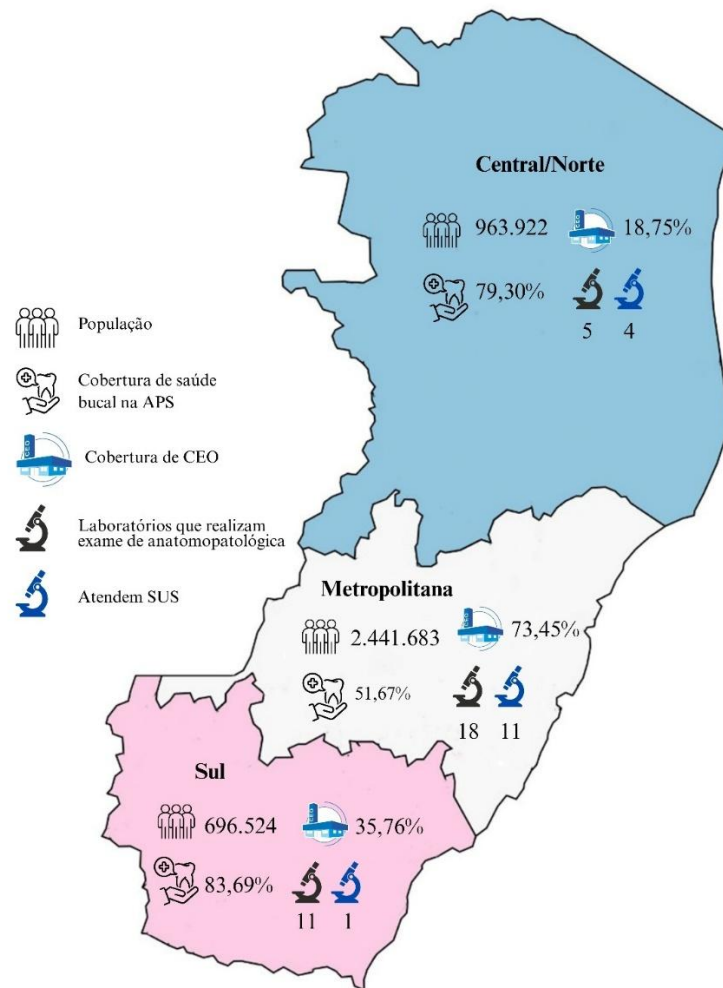 Central/Norte
963.922 18,75%
79,30%
5 4
População
Cobertura de saúde
bucal na APS
CEO
Cobertura de CEO
Laboratórios que realizam
exame de anatomopatológica
Atendem SUS
Metropolitana
2.441.683 73,45%
51,67%
18 11
Sul
696.524 35,76%
83,69%
11 1